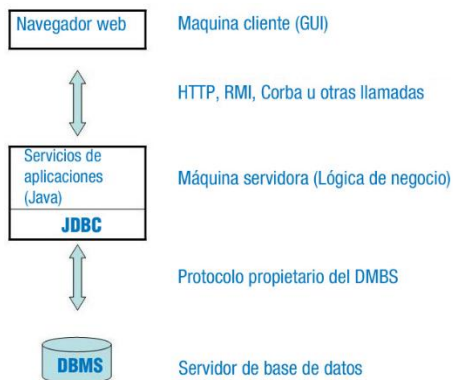 Navegador web
Maquina cliente (GUI)
HTTP, RMI, Corba u otras llamadas
Servicios de
aplicaciones
(Java)
JDBC
Máquina servidora (Lógica de negocio)
Protocolo propietario del DMBS
DBMS
Servidor de base de datos